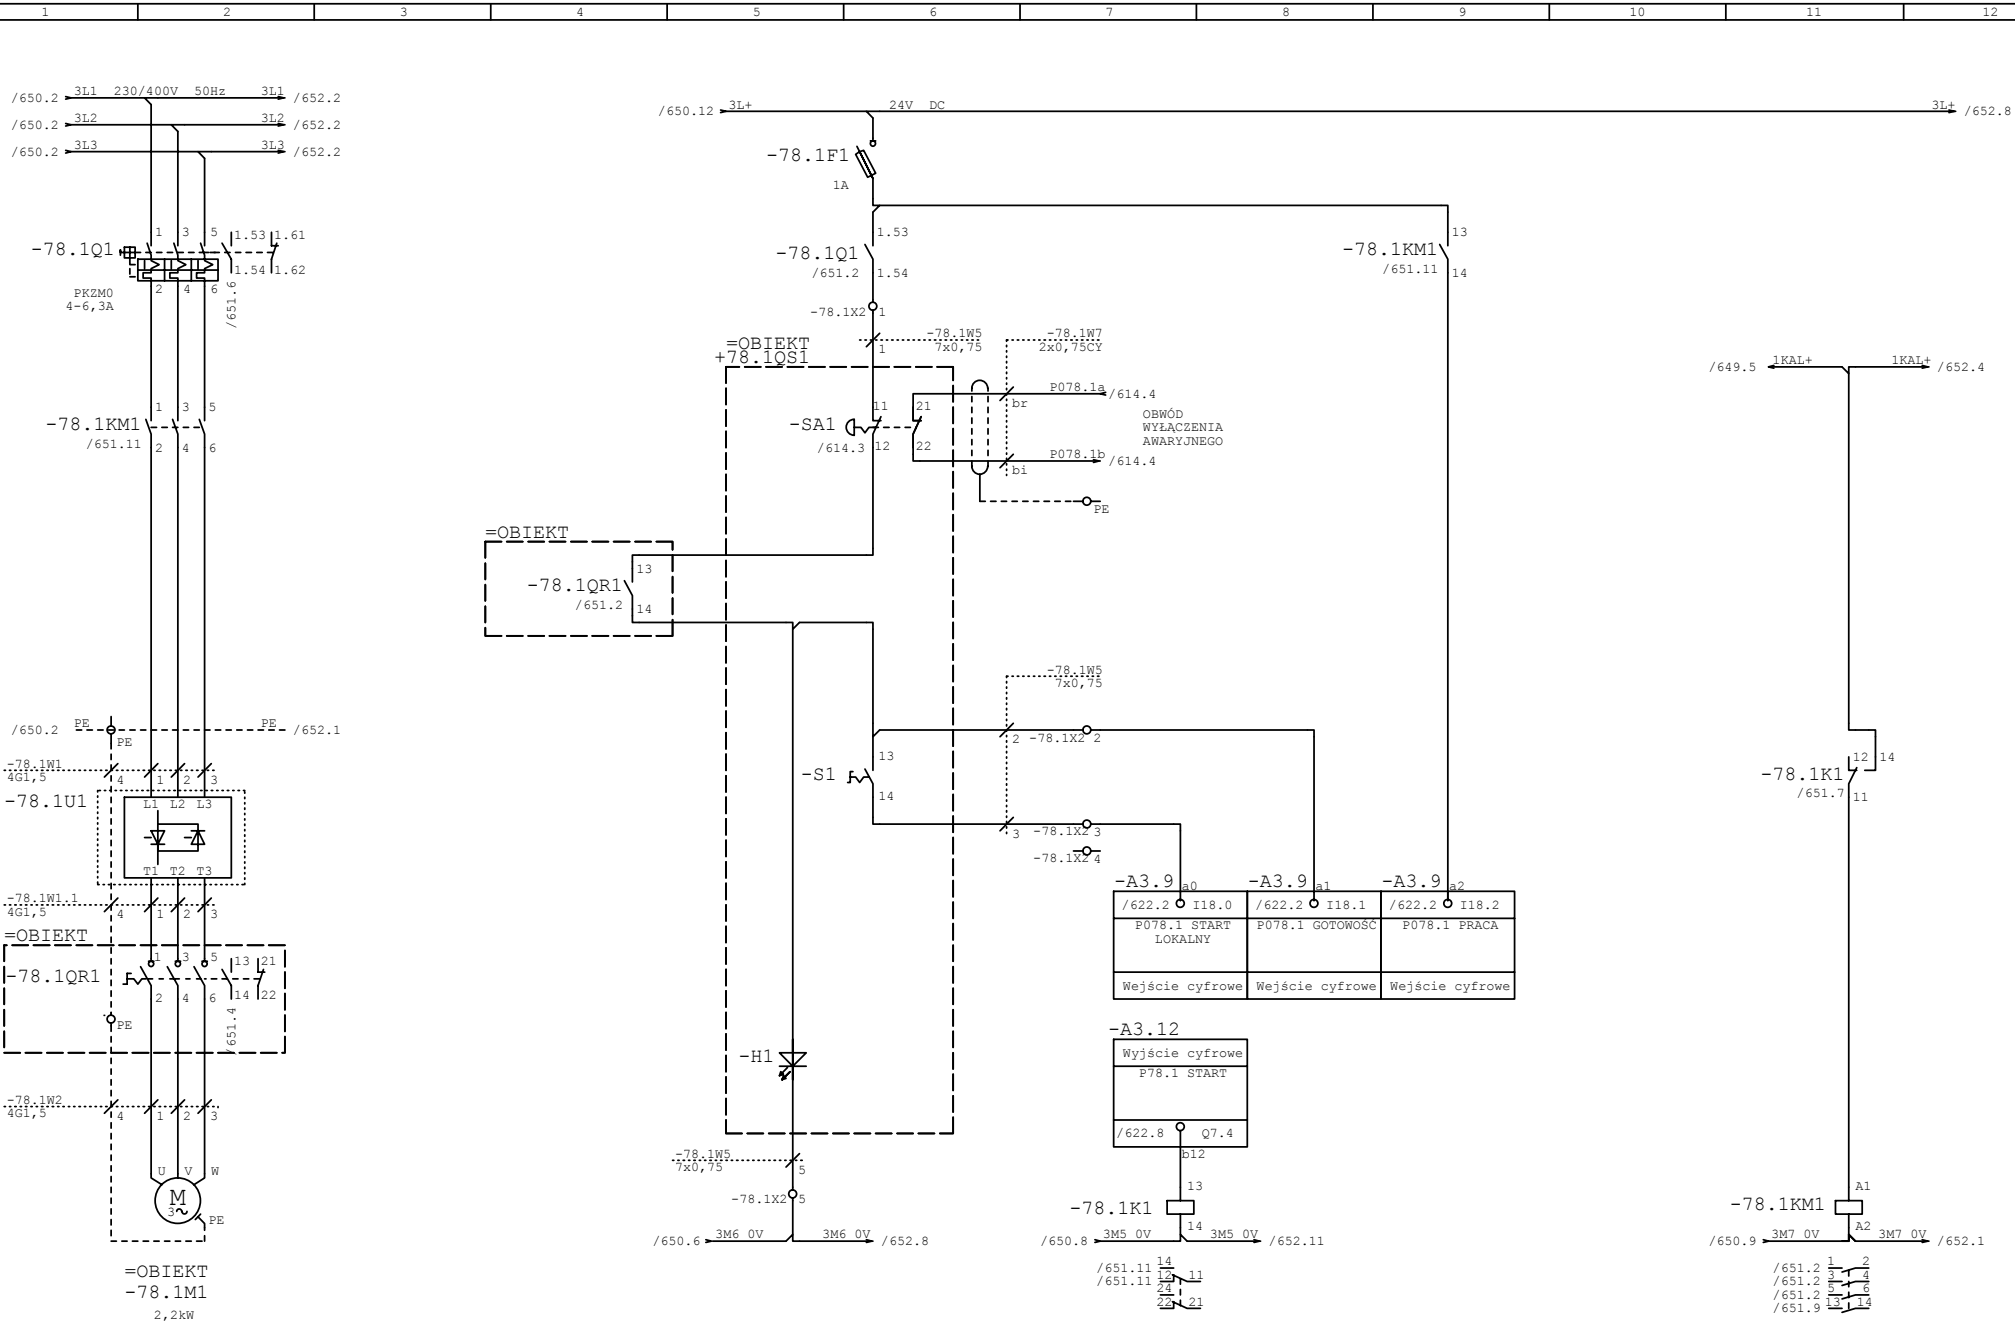 1 2 3 4 5 6 7 8 9 10 11 12
/650.2 3L1 230/400V 50Hz 3L1 /652.2
/650.2 3L2 3L2 /652.2
/650.2 3L3 3L3 /652.2
-78.1Q1
1 3 5 1.53 1.61
2 4 6 1.54 1.62
PKZM0
4-6,3A
/651.6
-78.1KM1
/651.11
1 3 5
2 4 6
/650.2 PE PE /652.1
PE
-78.1W1
4G1,5
4 1 2 3
-78.1U1
L1 L2 L3
T1 T2 T3
-78.1W1.1
4G1,5
4 1 2 3
=OBIEKT
-78.1QR1
1 3 5 13 21
2 4 6 14 22
PE
/651.4
-78.1W2
4G1,5
4 1 2 3
U V W
M
3
PE
=OBIEKT
-78.1M1
2,2kW
/650.12 3L+ 24V DC 3L+ /652.8
-78.1F1
1A
-78.1Q1
/651.2
1.53
1.54
-78.1X2 1
-78.1W5
7x0,75
1
=OBIEKT
+78.1QS1
-78.1W7
2x0,75CY
-SA1
/614.3
11 21
12 22
br
P078.1a /614.4
OBWÓD
WYŁĄCZENIA
AWARYJNEGO
bi
P078.1b /614.4
PE
=OBIEKT
-78.1QR1
/651.2
13
14
-78.1W5
7x0,75
2 -78.1X2 2
-S1
13
14
3 -78.1X2 3
-78.1X2 4
-H1
-78.1W5
7x0,75
5
-78.1X2 5
/650.6 3M6 0V 3M6 0V /652.8
-78.1KM1
/651.11
13
14
-A3.9 a0 -A3.9 a1 -A3.9 a2
/622.2 I18.0 /622.2 I18.1 /622.2 I18.2
P078.1 START P078.1 GOTOWOŚĆ P078.1 PRACA
LOKALNY
Wejście cyfrowe Wejście cyfrowe Wejście cyfrowe
-A3.12
Wyjście cyfrowe
P78.1 START
/622.8 Q7.4
b12
-78.1K1
13
14
/650.8 3M5 0V 3M5 0V /652.11
/651.11 14
/651.11 12 11
24
22 21
/649.5 1KAL+ 1KAL+ /652.4
-78.1K1
/651.7
12 14
11
-78.1KM1
A1
A2
/650.9 3M7 0V 3M7 0V /652.1
/651.2 1 2
/651.2 3 4
/651.2 5 6
/651.9 13 14